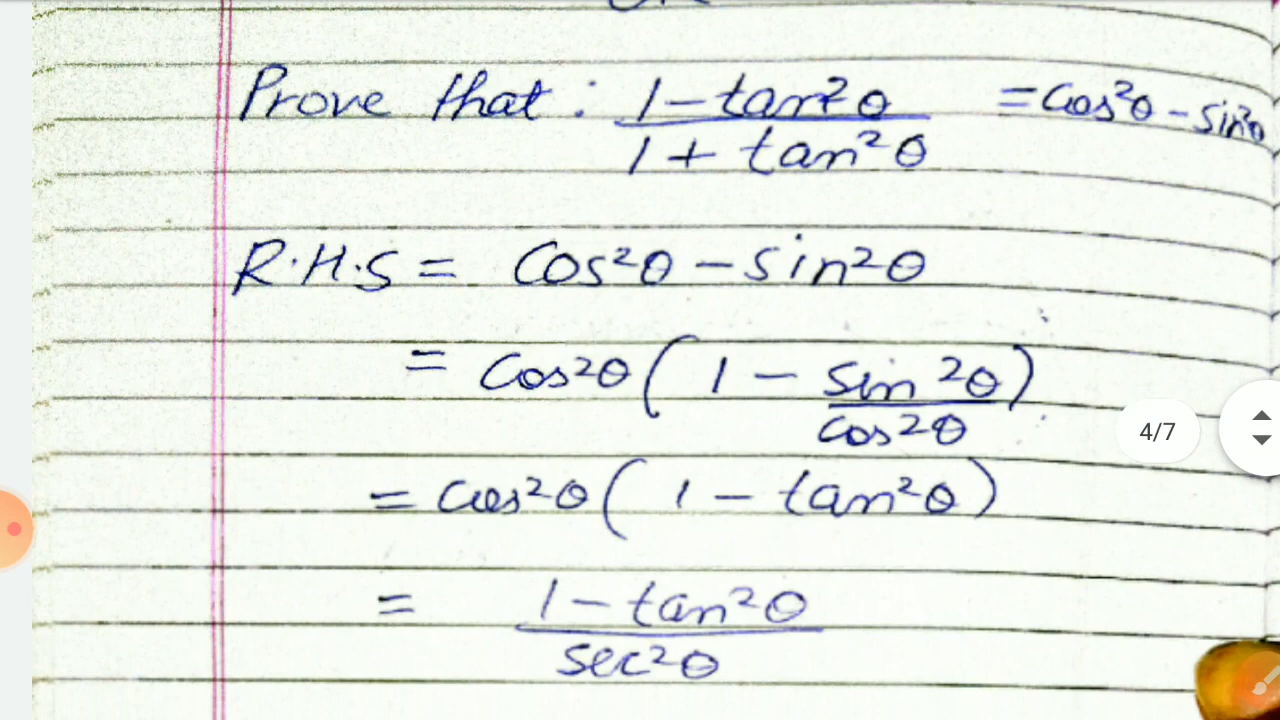 Prove that : 1 - tan²θ / 1 + tan²θ = Cos²θ - Sin²θ
R.H.S = Cos²θ - Sin²θ
= Cos²θ ( 1 - Sin²θ / Cos²θ )
= Cos²θ ( 1 - tan²θ )
4/7
= 1 - tan²θ / sec²θ